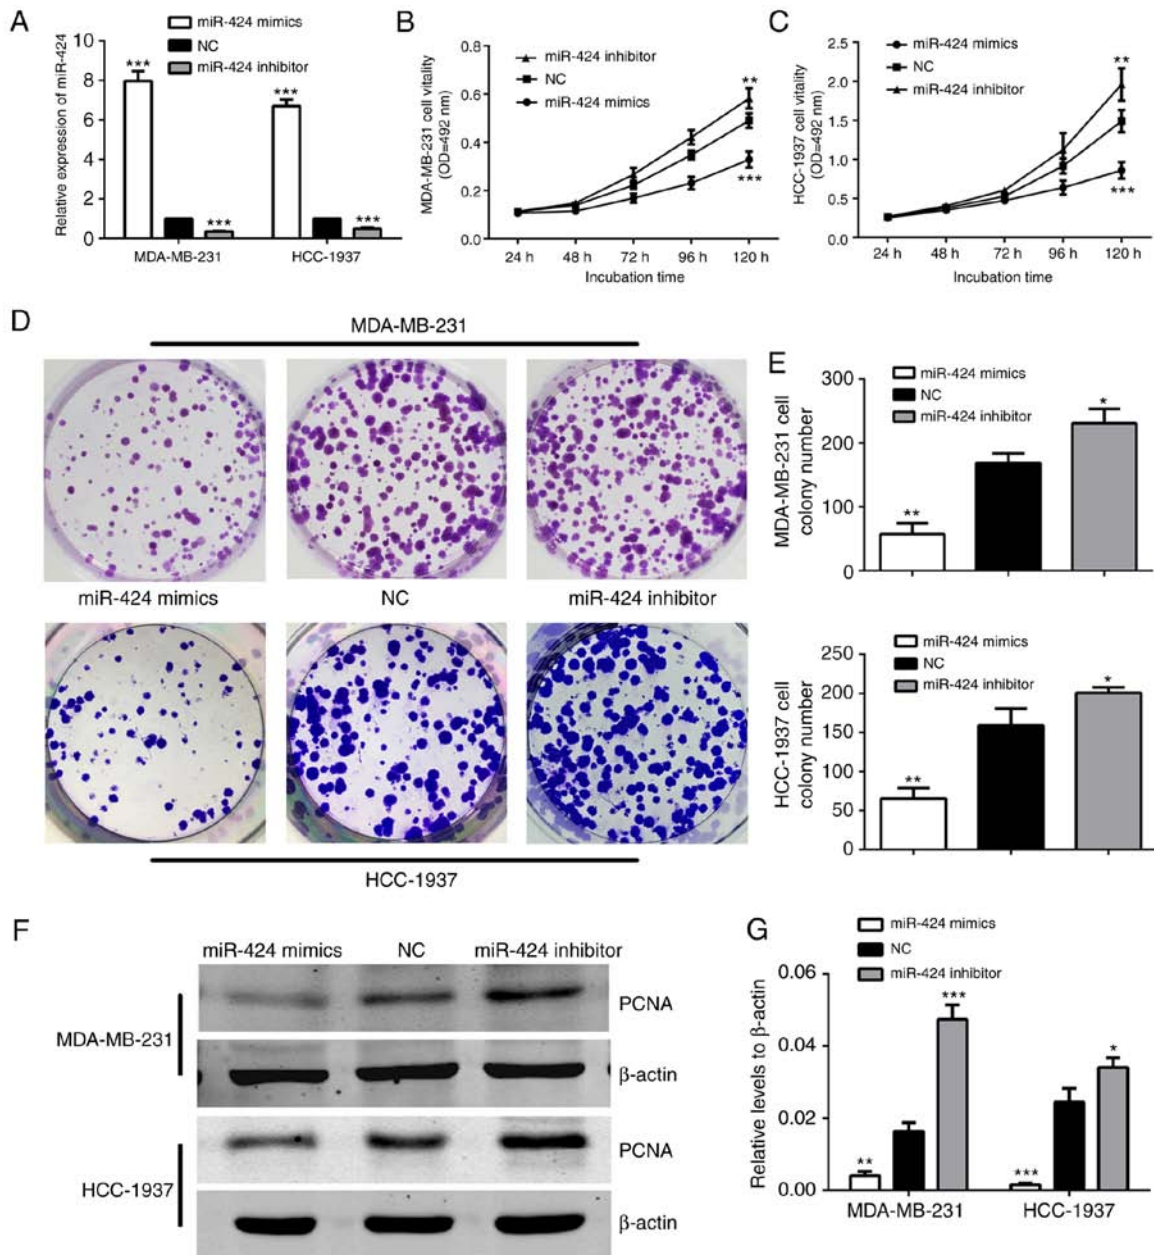 A
miR-424 mimics
NC
miR-424 inhibitor
Relative expression of miR-424
10
8
6
4
2
0
***
***
***
***
MDA-MB-231
HCC-1937
B
miR-424 inhibitor
NC
miR-424 mimics
MDA-MB-231 cell vitality
(OD=492 nm)
0.8
0.6
0.4
0.2
0.0
**
***
24 h
48 h
72 h
96 h
120 h
Incubation time
C
miR-424 mimics
NC
miR-424 inhibitor
HCC-1937 cell vitality
(OD=492 nm)
2.5
2.0
1.5
1.0
0.5
0.0
**
***
24 h
48 h
72 h
96 h
120 h
Incubation time
D
MDA-MB-231
miR-424 mimics
NC
miR-424 inhibitor
HCC-1937
E
miR-424 mimics
NC
miR-424 inhibitor
MDA-MB-231 cell
colony number
300
200
100
0
**
*
miR-424 mimics
NC
miR-424 inhibitor
HCC-1937 cell
colony number
250
200
150
100
50
0
**
*
F
miR-424 mimics
NC
miR-424 inhibitor
MDA-MB-231
PCNA
β-actin
HCC-1937
PCNA
β-actin
G
miR-424 mimics
NC
miR-424 inhibitor
Relative levels to β-actin
0.06
0.04
0.02
0.00
**
***
***
*
MDA-MB-231
HCC-1937